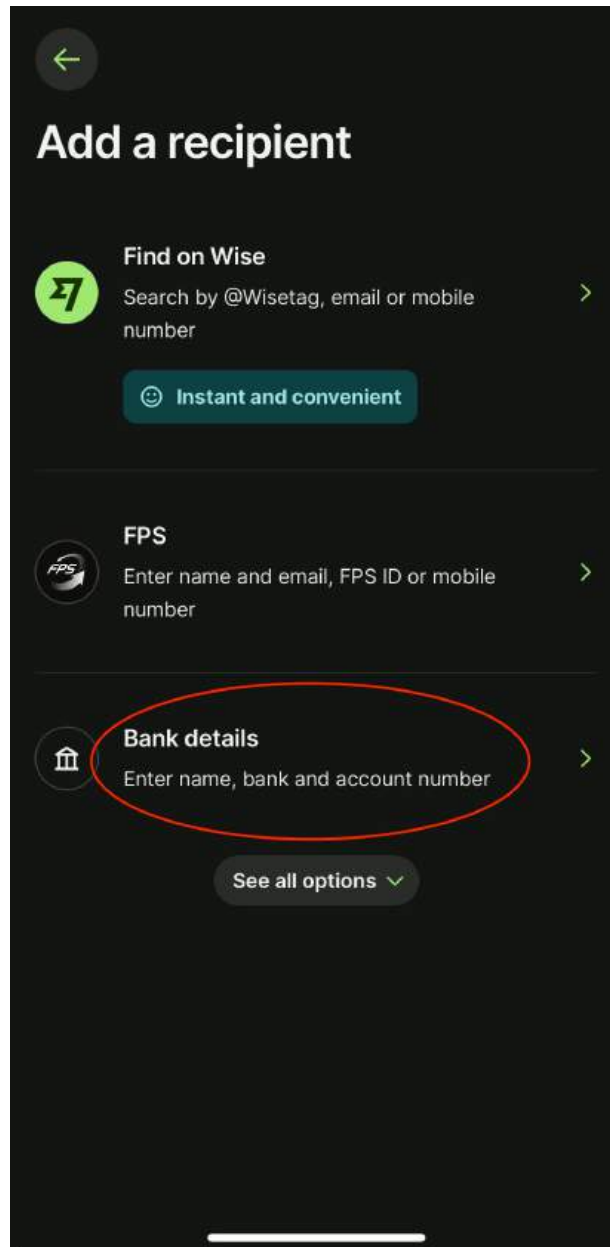 Add a recipient
Find on Wise
Search by @Wisetag, email or mobile
number
Instant and convenient
FPS
FPS
Enter name and email, FPS ID or mobile
number
Bank details
Enter name, bank and account number
See all options